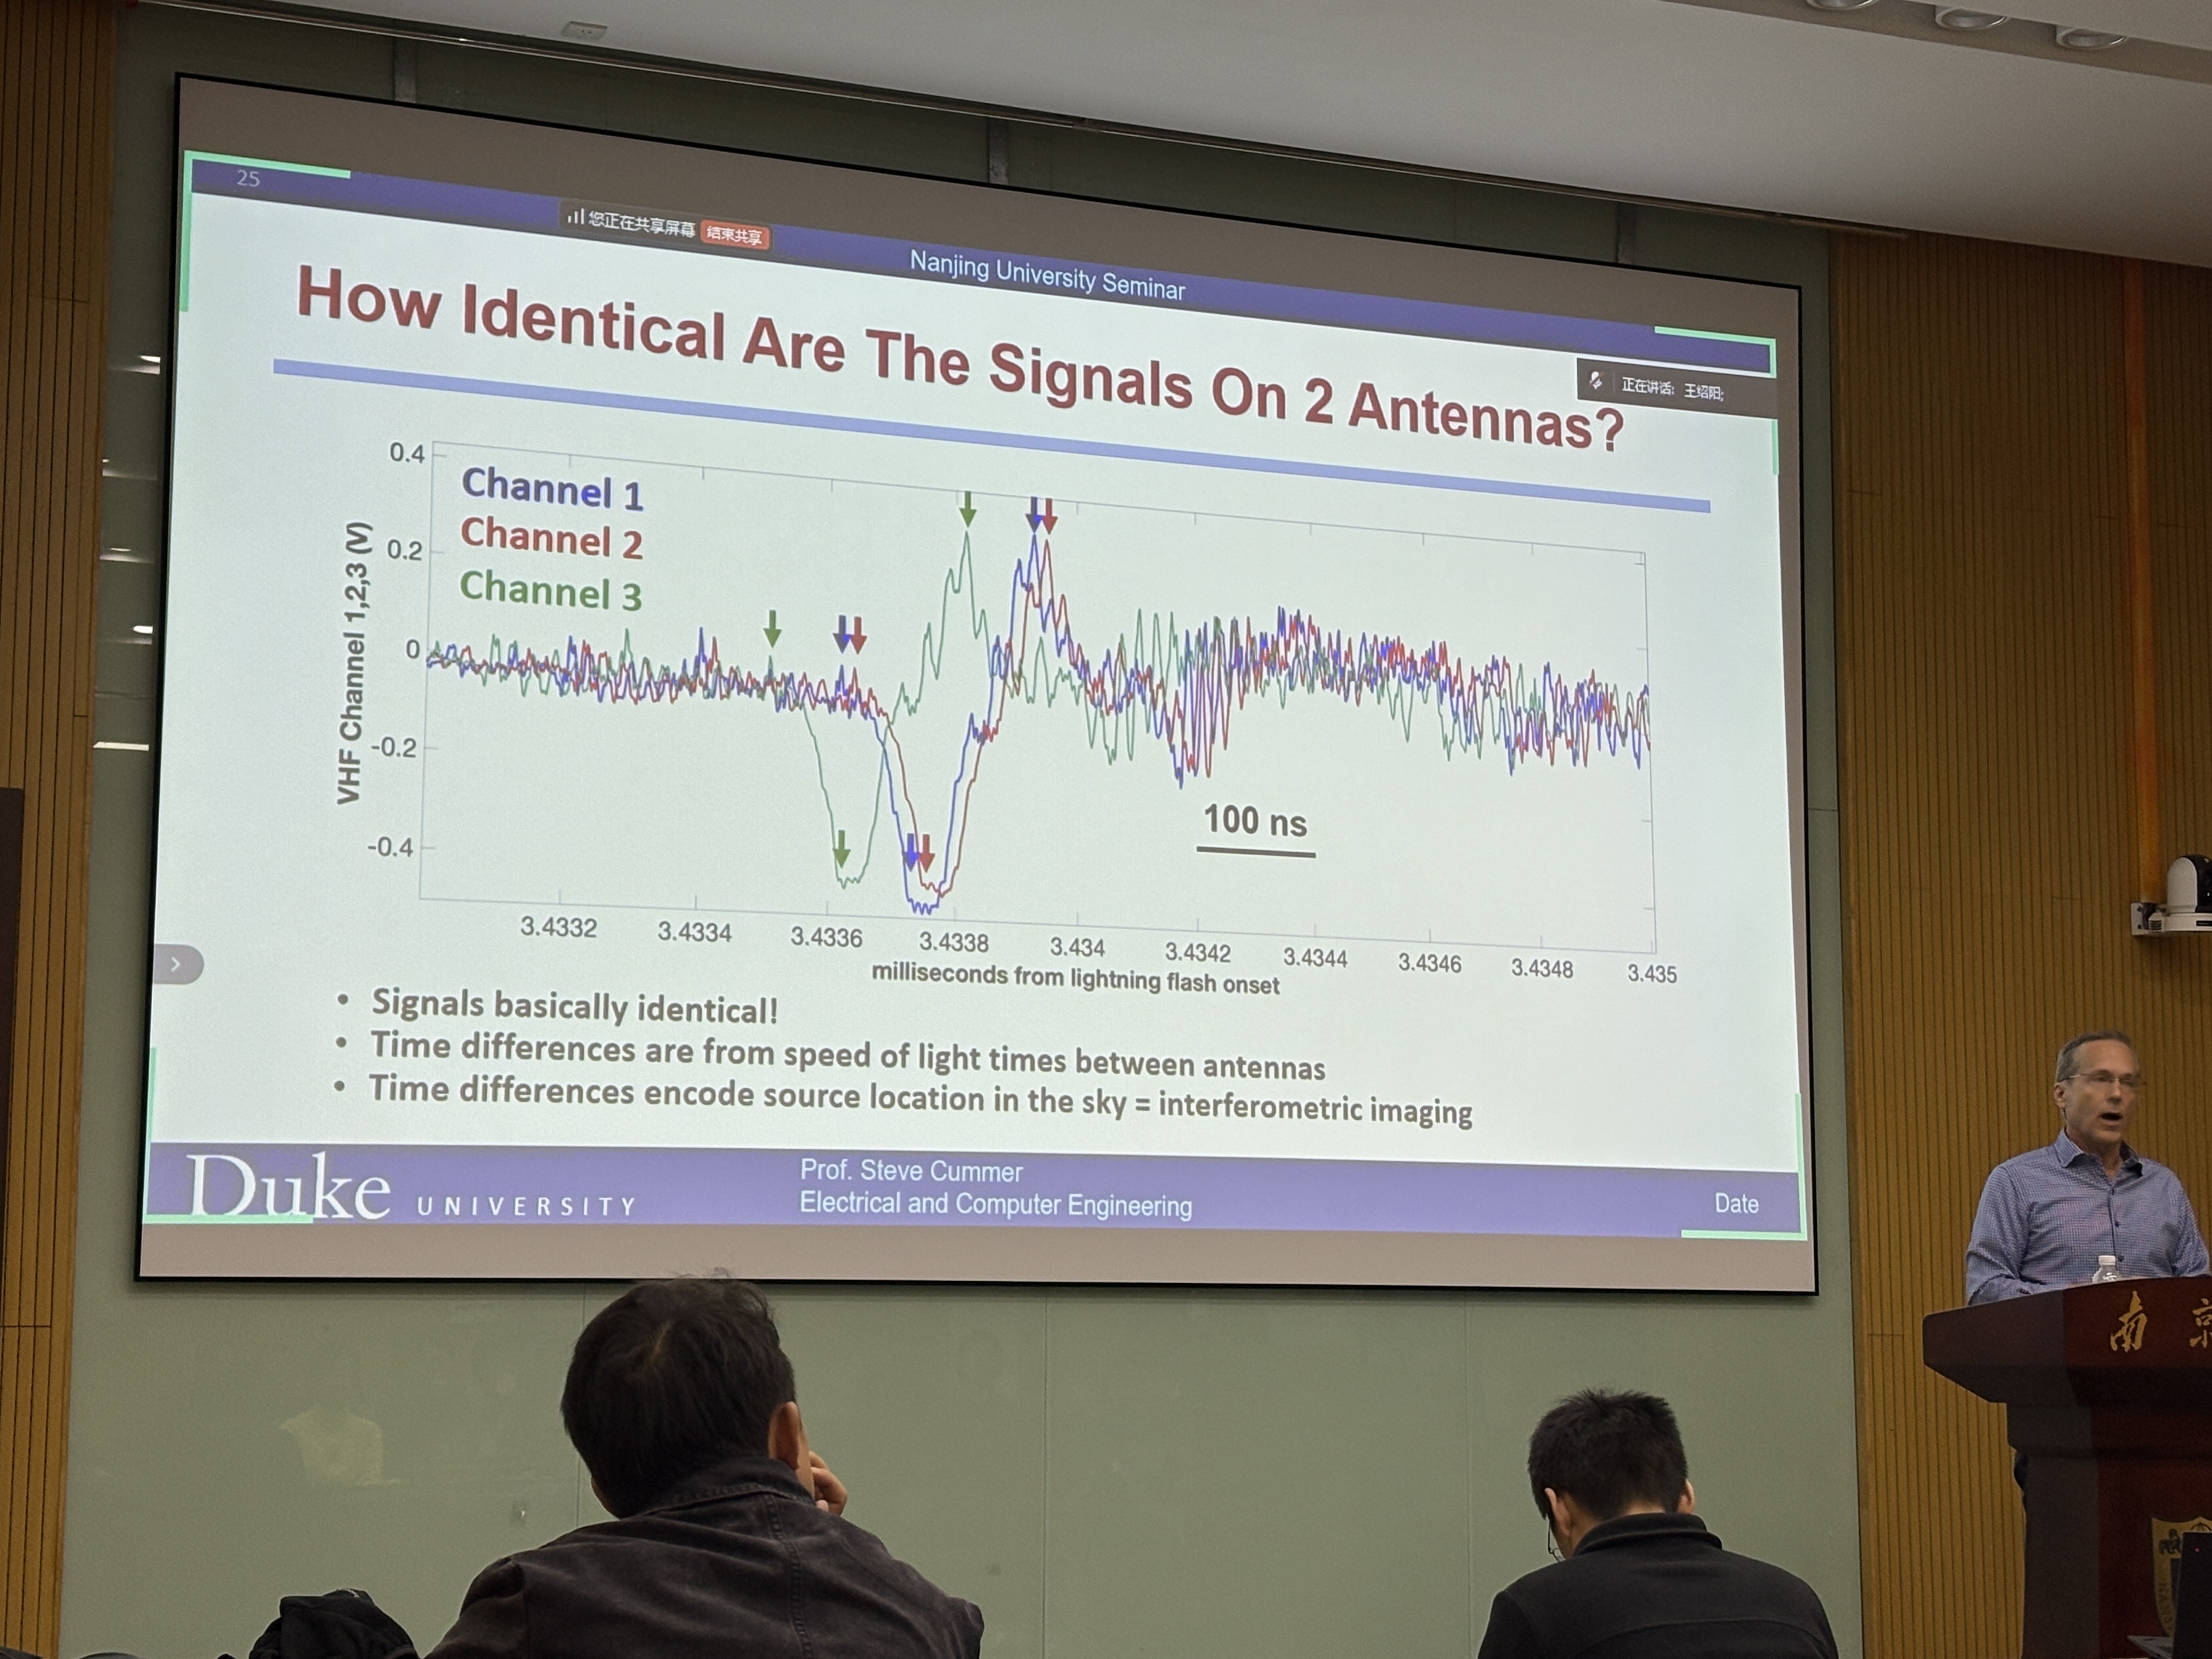 25
您正在共享屏幕 结束共享
Nanjing University Seminar
How Identical Are The Signals On 2 Antennas?
正在讲话: 王绍阳;
Channel 1
Channel 2
Channel 3
VHF Channel 1,2,3 (V)
0.4
0.2
0
-0.2
-0.4
100 ns
3.4332 3.4334 3.4336 3.4338 3.434 3.4342 3.4344 3.4346 3.4348 3.435
milliseconds from lightning flash onset
• Signals basically identical!
• Time differences are from speed of light times between antennas
• Time differences encode source location in the sky = interferometric imaging
Duke UNIVERSITY
Prof. Steve Cummer
Electrical and Computer Engineering
Date
南 京